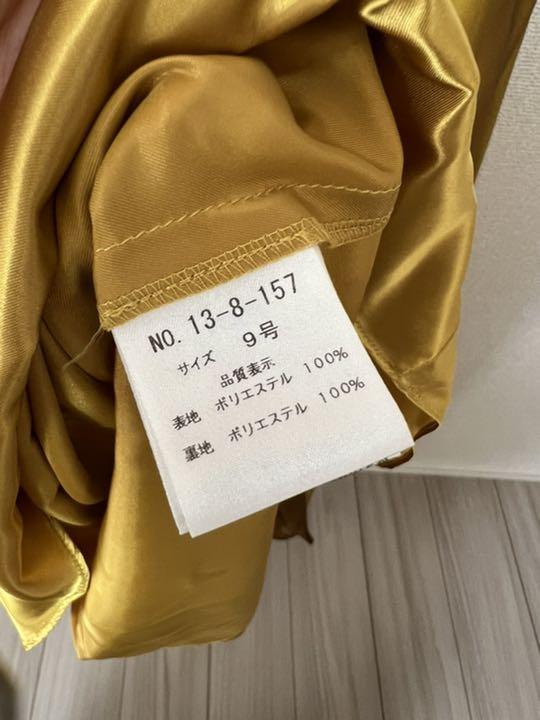 NO. 13-8-157
サイズ 9号
品質表示
表地 ポリエステル 100%
裏地 ポリエステル 100%